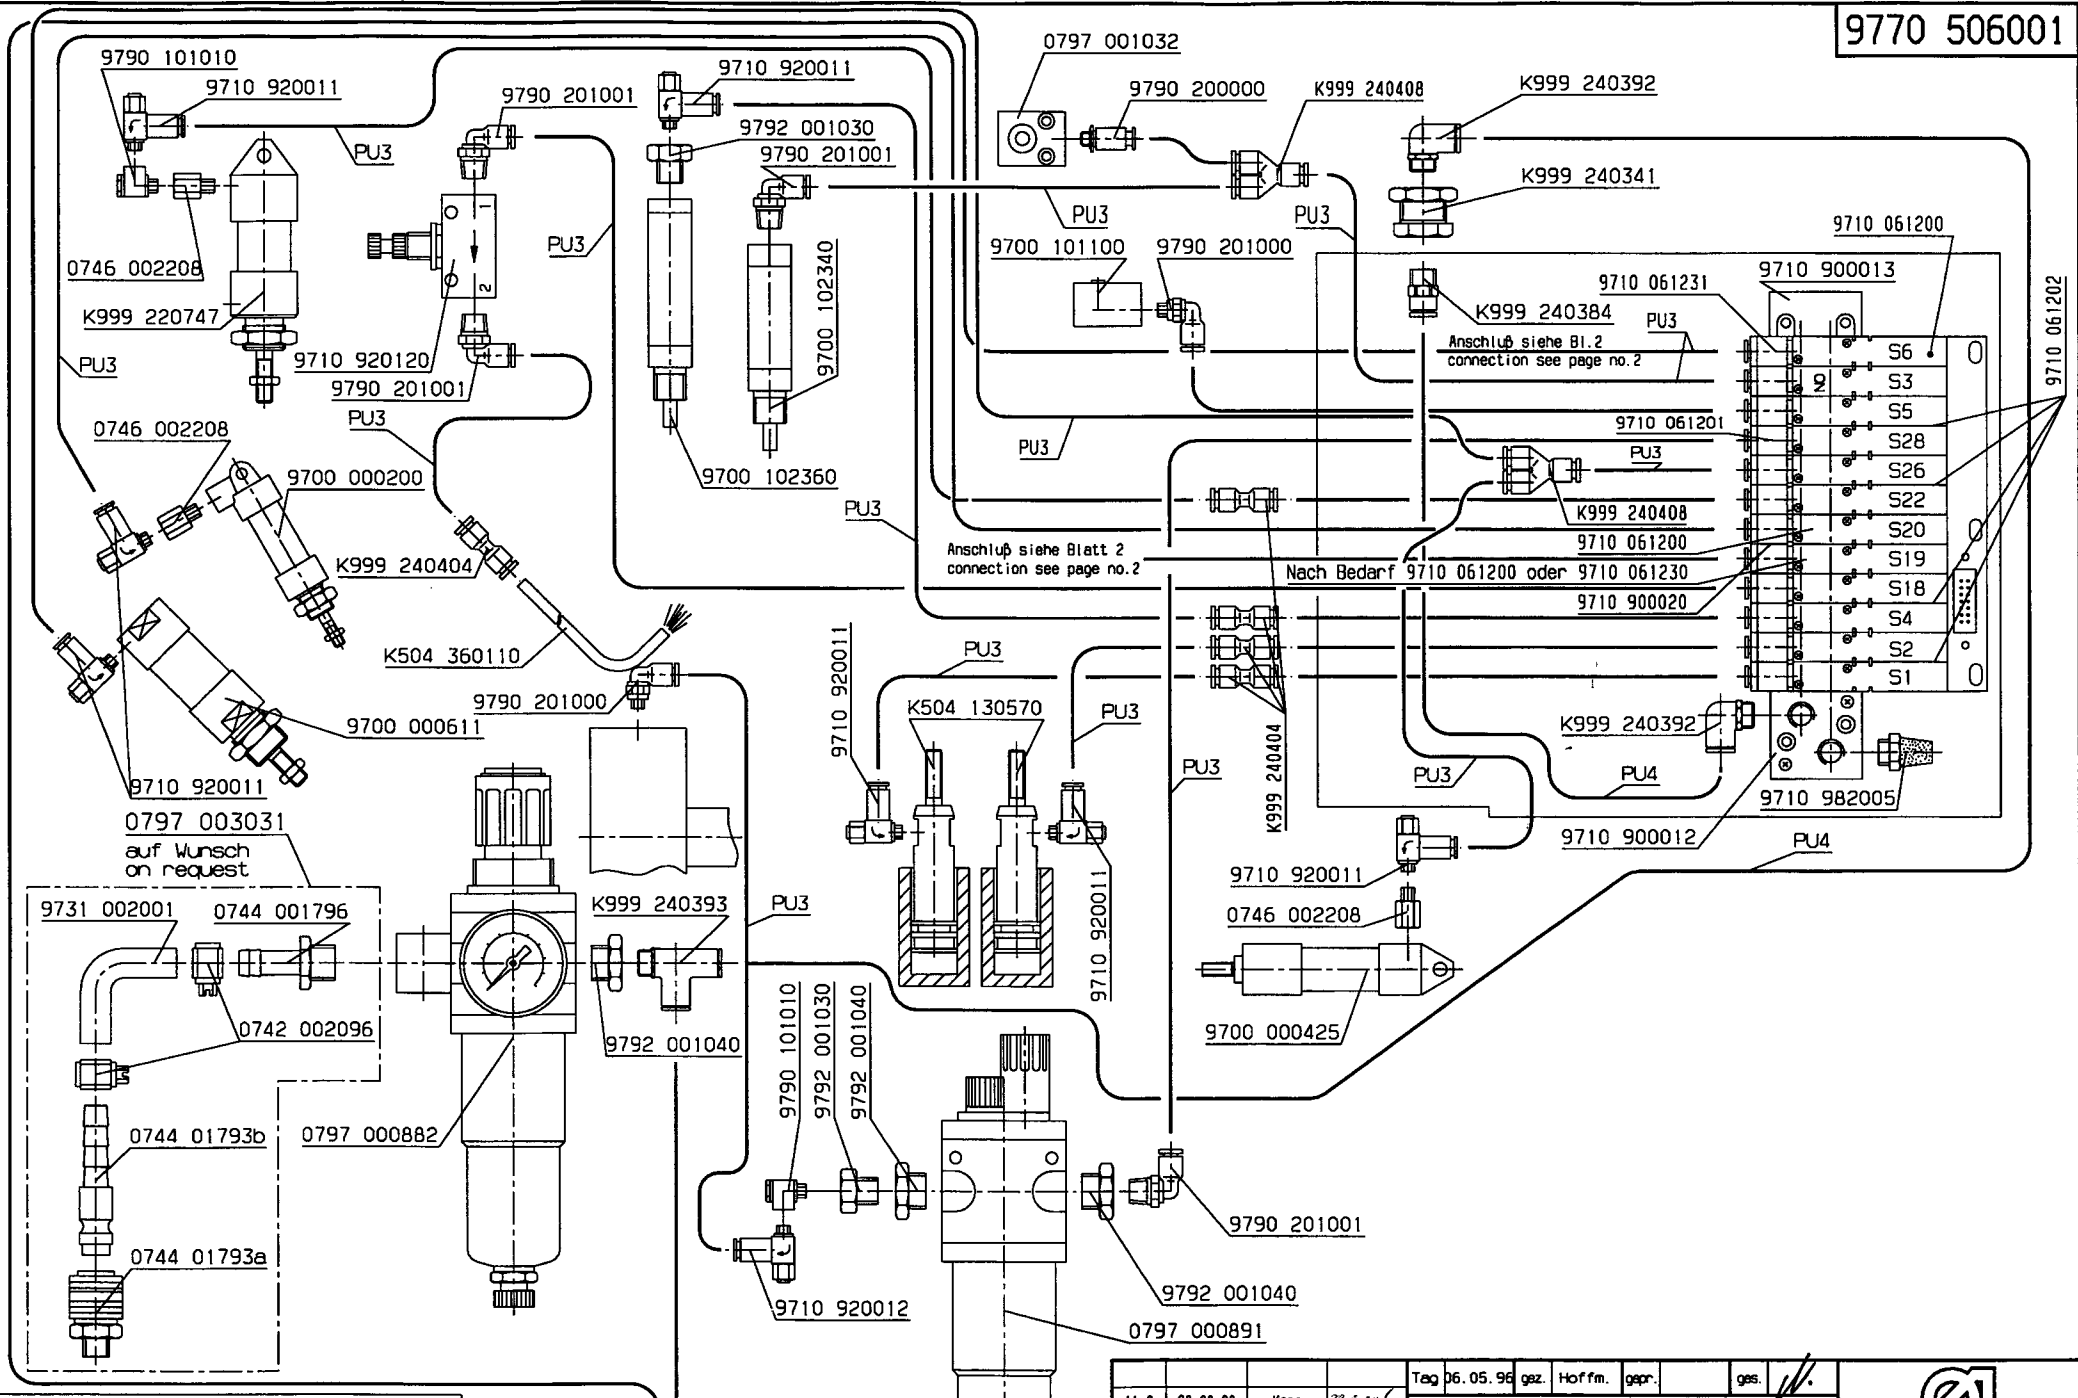 9770 506001
9790 101010
9710 920011
PU3
0746 002208
K999 220747
9790 201001
PU3
9710 920120
9790 201001
9710 920011
9792 001030
9790 201001
9700 102340
9700 102360
0797 001032
9790 200000
K999 240408
K999 240392
K999 240341
PU3
PU3
9700 101100
9790 201000
K999 240384
9710 061200
9710 900013
9710 061231
9710 061202
PU3
Anschluß siehe Bl.2
connection see page no.2
S6
S3
S5
S28
S26
S22
S20
S19
S18
S4
S2
S1
NO
PU3
PU3
PU3
9710 061201
PU3
K999 240408
9710 061200
0746 002208
9700 000200
K999 240404
PU3
Anschluß siehe Blatt 2
connection see page no.2
Nach Bedarf 9710 061200 oder 9710 061230
9710 900020
K504 360110
9790 201000
9700 000611
9710 920011
9710 920011
PU3
K504 130570
PU3
K999 240404
PU3
K999 240392
PU3
PU4
9710 982005
9710 900012
PU4
9710 920011
9710 920011
0746 002208
9700 000425
0797 003031
auf Wunsch
on request
9731 002001
0744 001796
0742 002096
0744 01793b
0744 01793a
0797 000882
K999 240393
PU3
9792 001040
9790 101010
9792 001030
9792 001040
9710 920012
9790 201001
9792 001040
0797 000891
1
2
Tag 06.05.96 gez. Hoffm. gepr. ges.